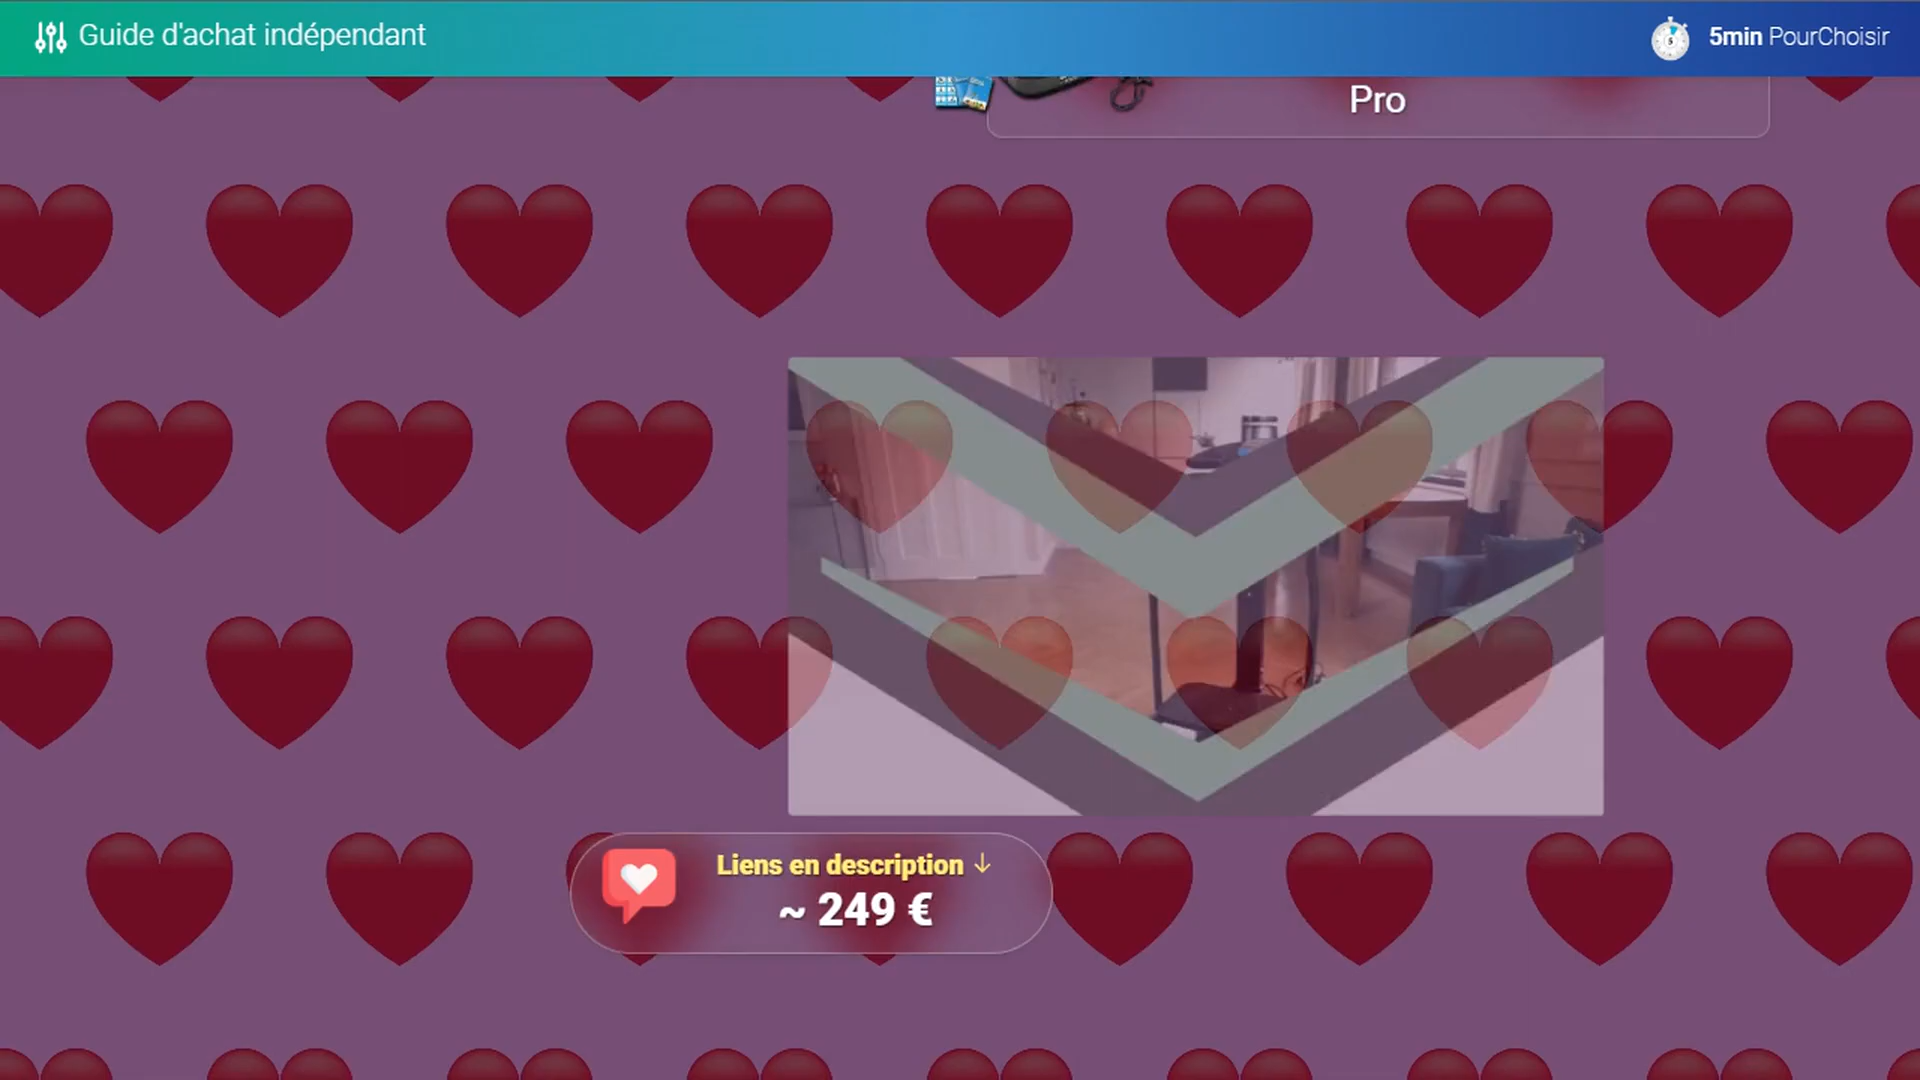 Guide d'achat indépendant
5min PourChoisir
Pro
Liens en description ↓
~ 249 €